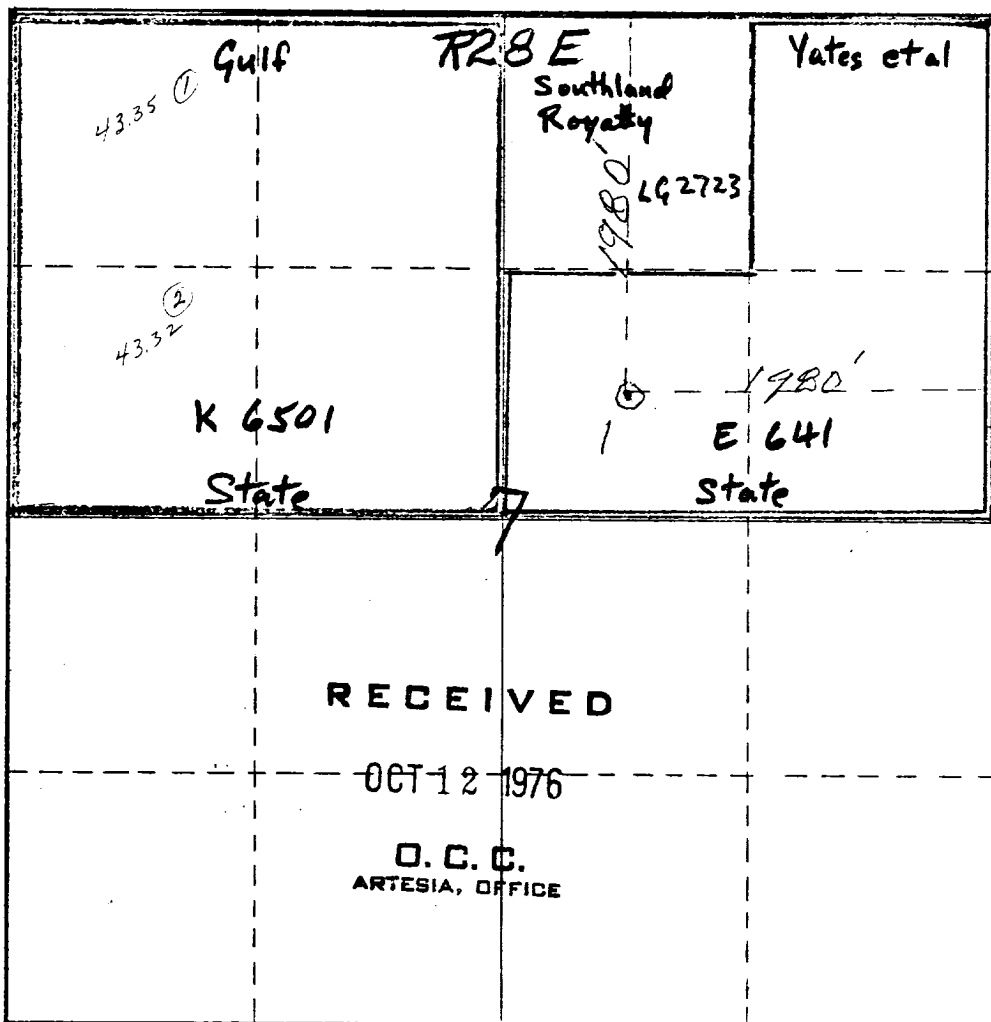 Gulf
R28E
Yates et al
Southland
Royalty
43.35 ①
1980'
LG 2723
②
43.32
1980'
K 6501
1
E 641
State
State
7
RECEIVED
OCT 12 1976
O. C. C.
ARTESIA, OFFICE